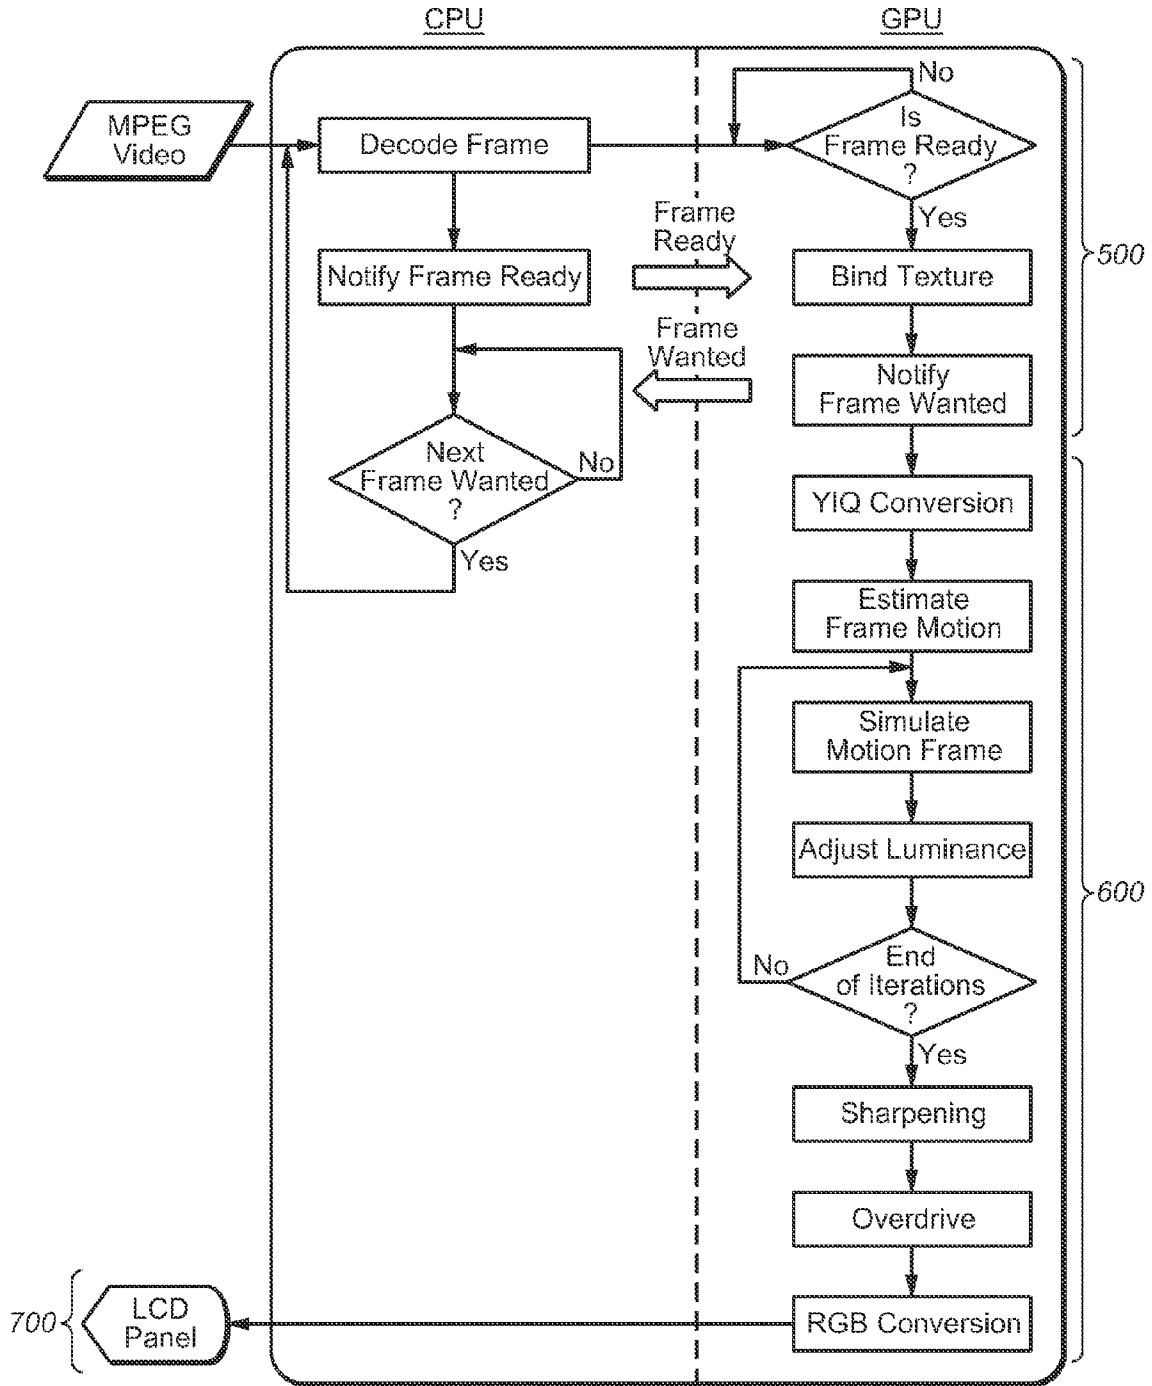 CPU
GPU
MPEG
Video
Decode Frame
No
Is
Frame Ready
?
Yes
Frame
Ready
Notify Frame Ready
Bind Texture
500
Frame
Wanted
Notify
Frame Wanted
Next
Frame Wanted
?
No
Yes
YIQ Conversion
Estimate
Frame Motion
Simulate
Motion Frame
Adjust Luminance
600
End
of Iterations
?
No
Yes
Sharpening
Overdrive
RGB Conversion
LCD
Panel
700